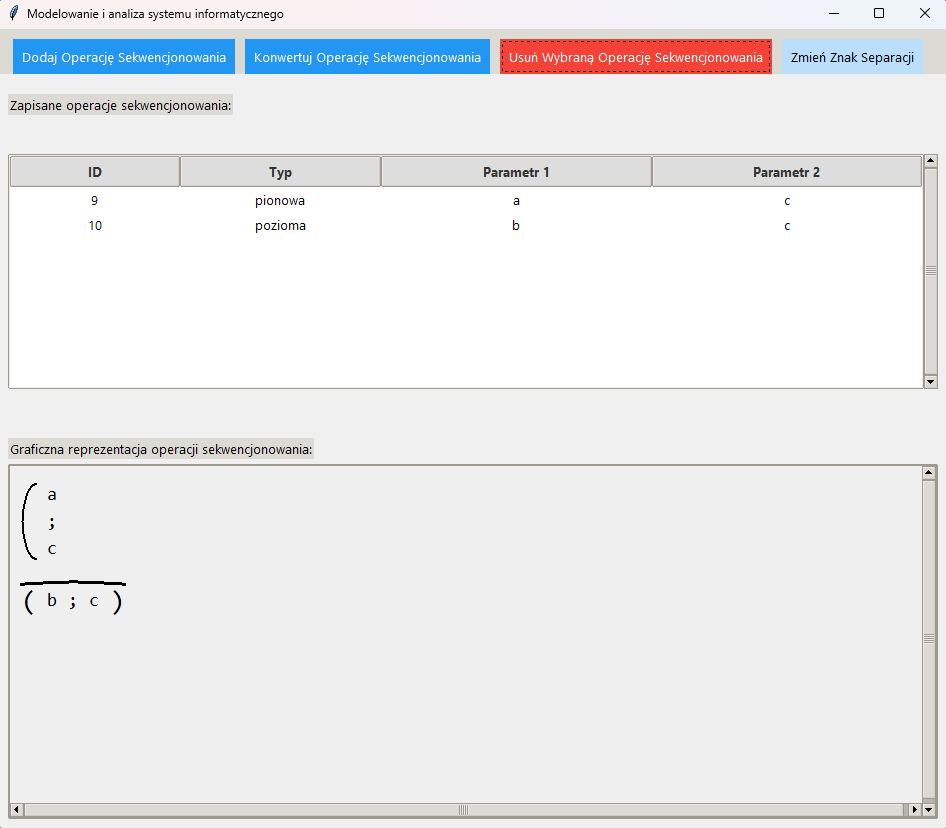 Modelowanie i analiza systemu informatycznego
Dodaj Operację Sekwencjonowania Konwertuj Operację Sekwencjonowania Usuń Wybraną Operację Sekwencjonowania Zmień Znak Separacji
Zapisane operacje sekwencjonowania:
ID Typ Parametr 1 Parametr 2
9 pionowa a c
10 pozioma b c
Graficzna reprezentacja operacji sekwencjonowania:
a
;
c
( b ; c )